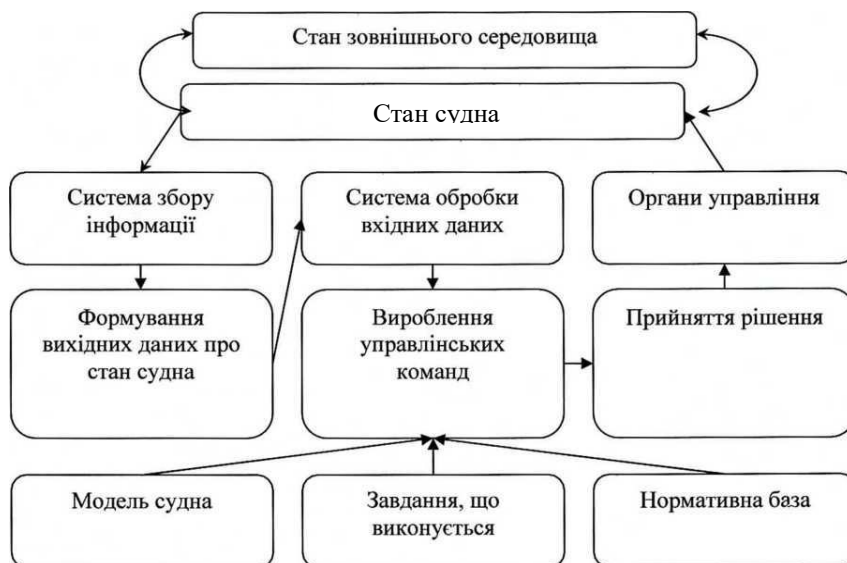 Стан зовнішнього середовища
Стан судна
Система збору
інформації
Система обробки
вхідних даних
Органи управління
Формування
вихідних даних про
стан судна
Вироблення
управлінських
команд
Прийняття рішення
Модель судна
Завдання, що
виконується
Нормативна база